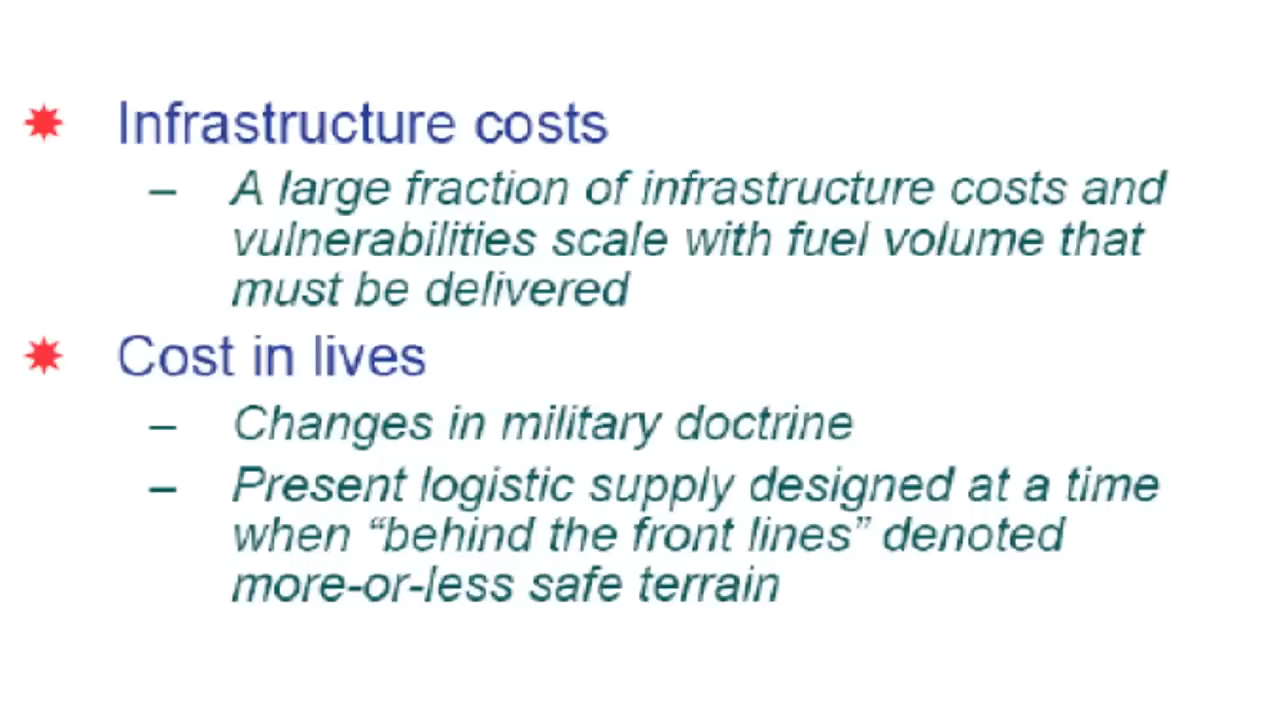 Infrastructure costs
– A large fraction of infrastructure costs and
vulnerabilities scale with fuel volume that
must be delivered
Cost in lives
– Changes in military doctrine
– Present logistic supply designed at a time
when “behind the front lines” denoted
more-or-less safe terrain